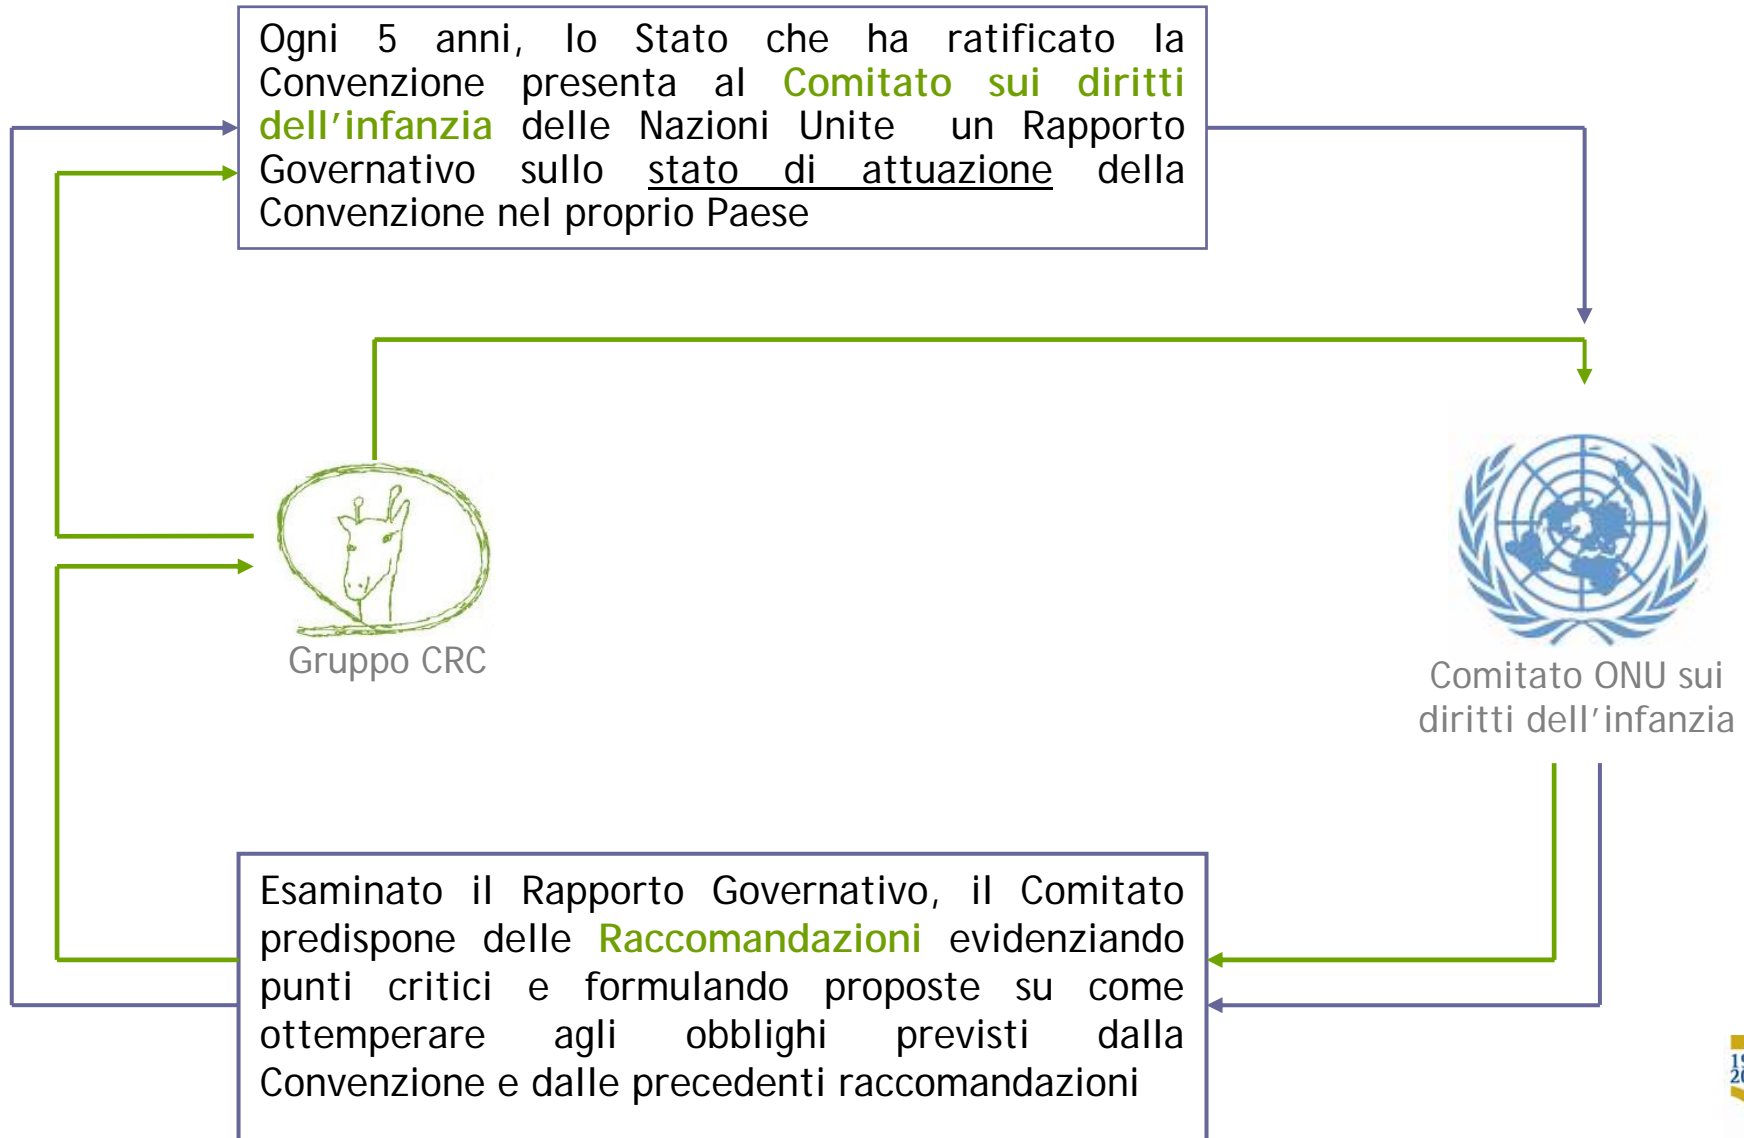 Ogni 5 anni, lo Stato che ha ratificato la
Convenzione presenta al Comitato sui diritti
dell'infanzia delle Nazioni Unite un Rapporto
Governativo sullo stato di attuazione della
Convenzione nel proprio Paese
Gruppo CRC
Comitato ONU sui
diritti dell'infanzia
Esaminato il Rapporto Governativo, il Comitato
predispone delle Raccomandazioni evidenziando
punti critici e formulando proposte su come
ottemperare agli obblighi previsti dalla
Convenzione e dalle precedenti raccomandazioni